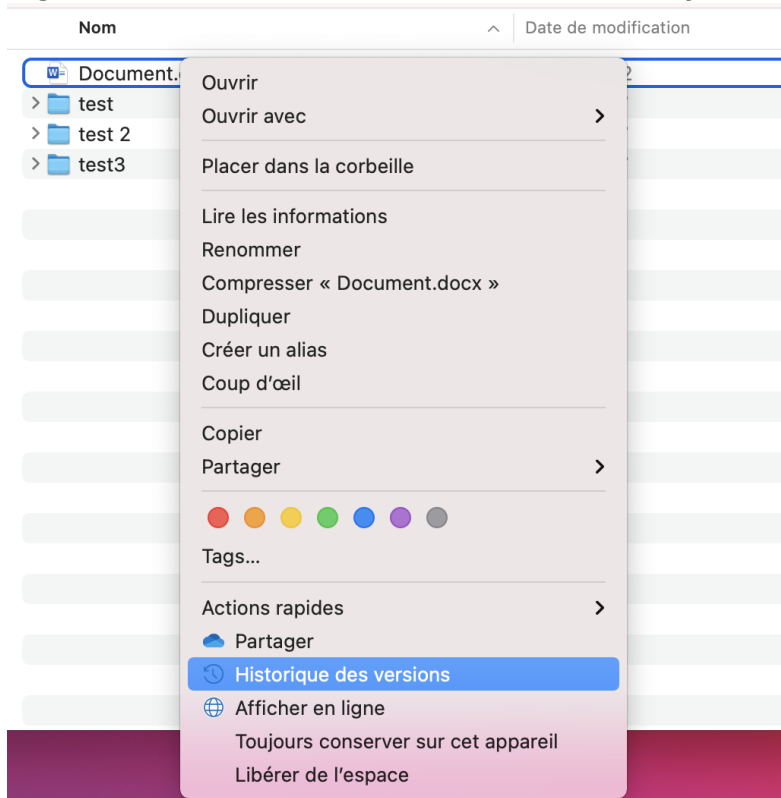 Nom Date de modification
Document.
test
test 2
test3
Ouvrir
Ouvrir avec
Placer dans la corbeille
Lire les informations
Renommer
Compresser « Document.docx »
Dupliquer
Créer un alias
Coup d’œil
Copier
Partager
Tags...
Actions rapides
Partager
Historique des versions
Afficher en ligne
Toujours conserver sur cet appareil
Libérer de l’espace